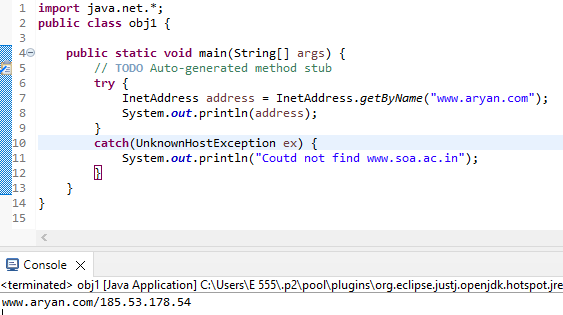 1 import java.net.*;
2 public class obj1 {
3
4 public static void main(String[] args) {
5 // TODO Auto-generated method stub
6 try {
7 InetAddress address = InetAddress.getByName("www.aryan.com");
8 System.out.println(address);
9 }
10 catch(UnknownHostException ex) {
11 System.out.println("Coutd not find www.soa.ac.in");
12 }
13 }
14 }
15
Console
<terminated> obj1 [Java Application] C:\Users\E 555\.p2\pool\plugins\org.eclipse.justj.openjdk.hotspot.jre
www.aryan.com/185.53.178.54